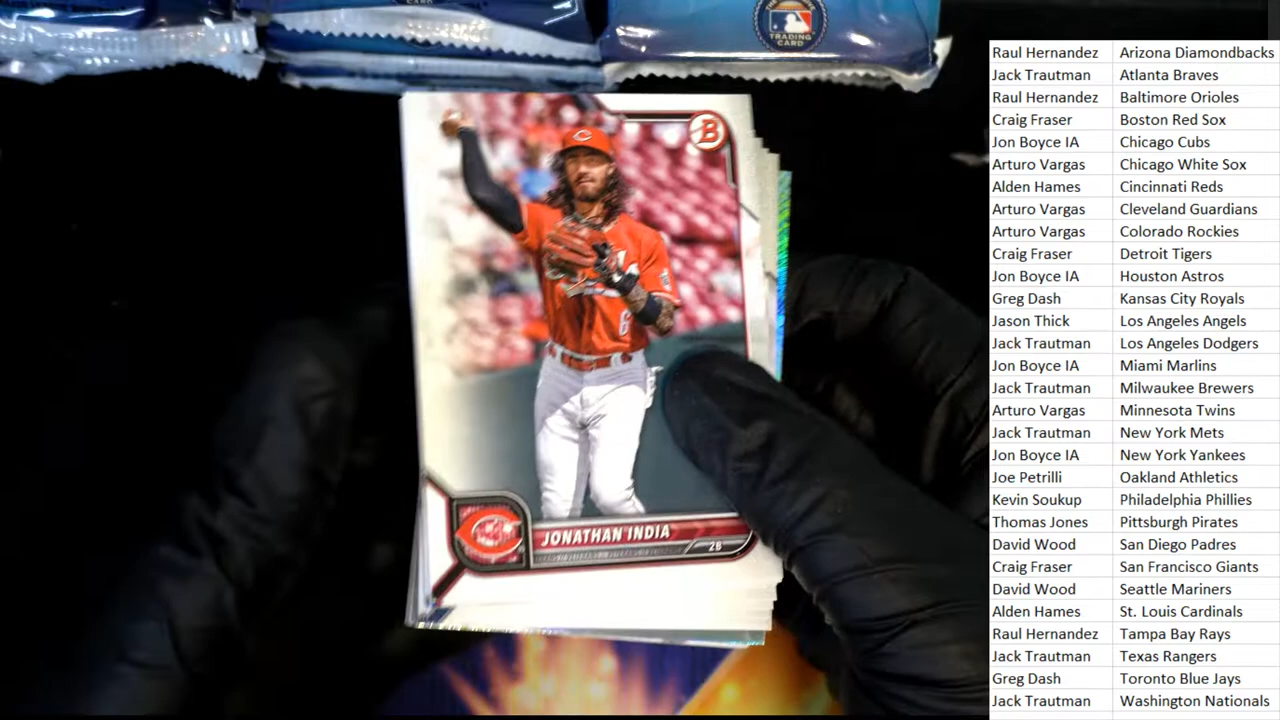 TRADING
CARD
B
C
6
JONATHAN INDIA
2B
Raul Hernandez Arizona Diamondbacks
Jack Trautman Atlanta Braves
Raul Hernandez Baltimore Orioles
Craig Fraser Boston Red Sox
Jon Boyce IA Chicago Cubs
Arturo Vargas Chicago White Sox
Alden Hames Cincinnati Reds
Arturo Vargas Cleveland Guardians
Arturo Vargas Colorado Rockies
Craig Fraser Detroit Tigers
Jon Boyce IA Houston Astros
Greg Dash Kansas City Royals
Jason Thick Los Angeles Angels
Jack Trautman Los Angeles Dodgers
Jon Boyce IA Miami Marlins
Jack Trautman Milwaukee Brewers
Arturo Vargas Minnesota Twins
Jack Trautman New York Mets
Jon Boyce IA New York Yankees
Joe Petrilli Oakland Athletics
Kevin Soukup Philadelphia Phillies
Thomas Jones Pittsburgh Pirates
David Wood San Diego Padres
Craig Fraser San Francisco Giants
David Wood Seattle Mariners
Alden Hames St. Louis Cardinals
Raul Hernandez Tampa Bay Rays
Jack Trautman Texas Rangers
Greg Dash Toronto Blue Jays
Jack Trautman Washington Nationals